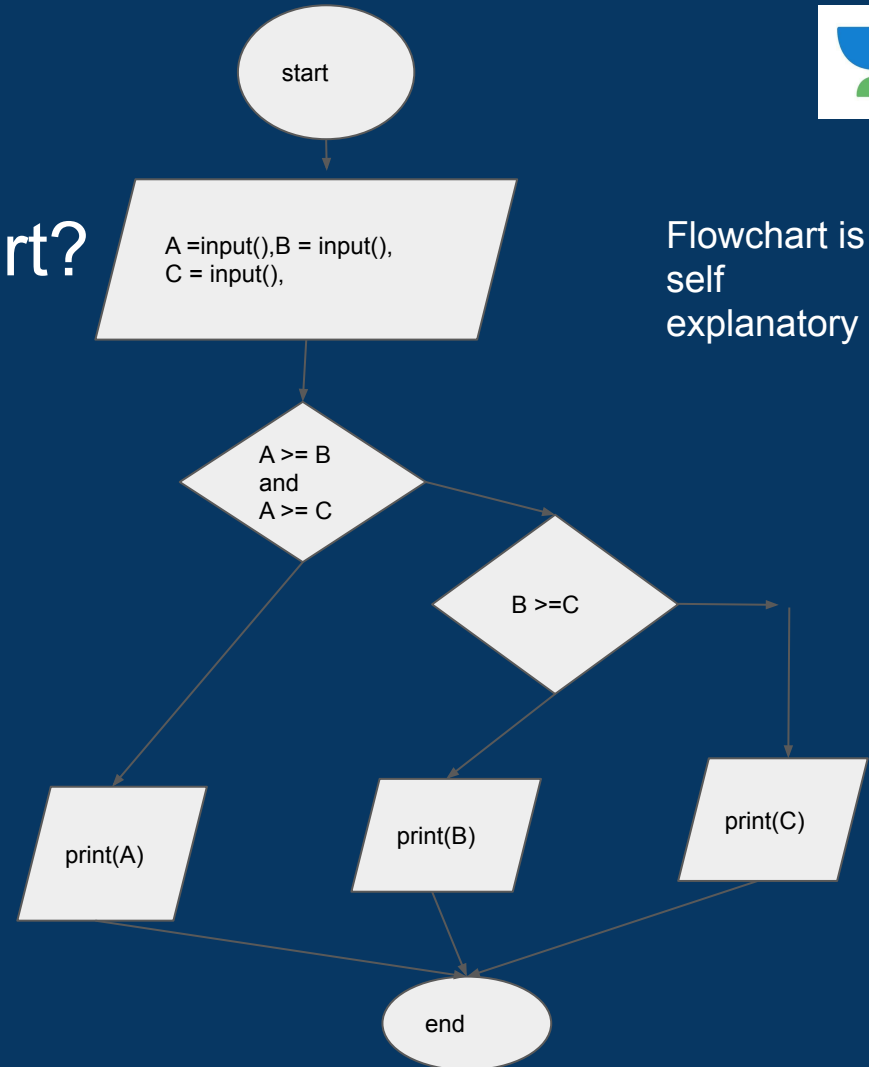 start
rt?
A =input(),B = input(),
C = input(),
Flowchart is
self
explanatory
A >= B
and
A >= C
B >=C
print(A)
print(B)
print(C)
end